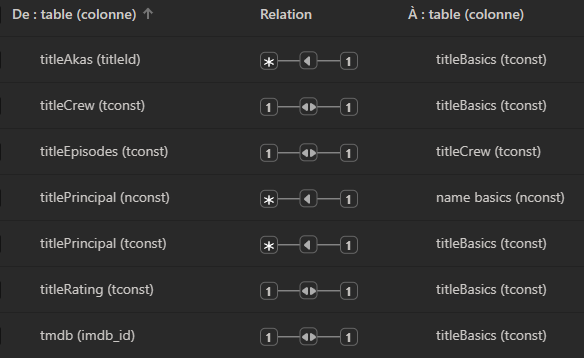 De : table (colonne) ↑ Relation À : table (colonne)
titleAkas (titleId) * 1 titleBasics (tconst)
titleCrew (tconst) 1 1 titleBasics (tconst)
titleEpisodes (tconst) 1 1 titleCrew (tconst)
titlePrincipal (nconst) * 1 name basics (nconst)
titlePrincipal (tconst) * 1 titleBasics (tconst)
titleRating (tconst) 1 1 titleBasics (tconst)
tmdb (imdb_id) 1 1 titleBasics (tconst)